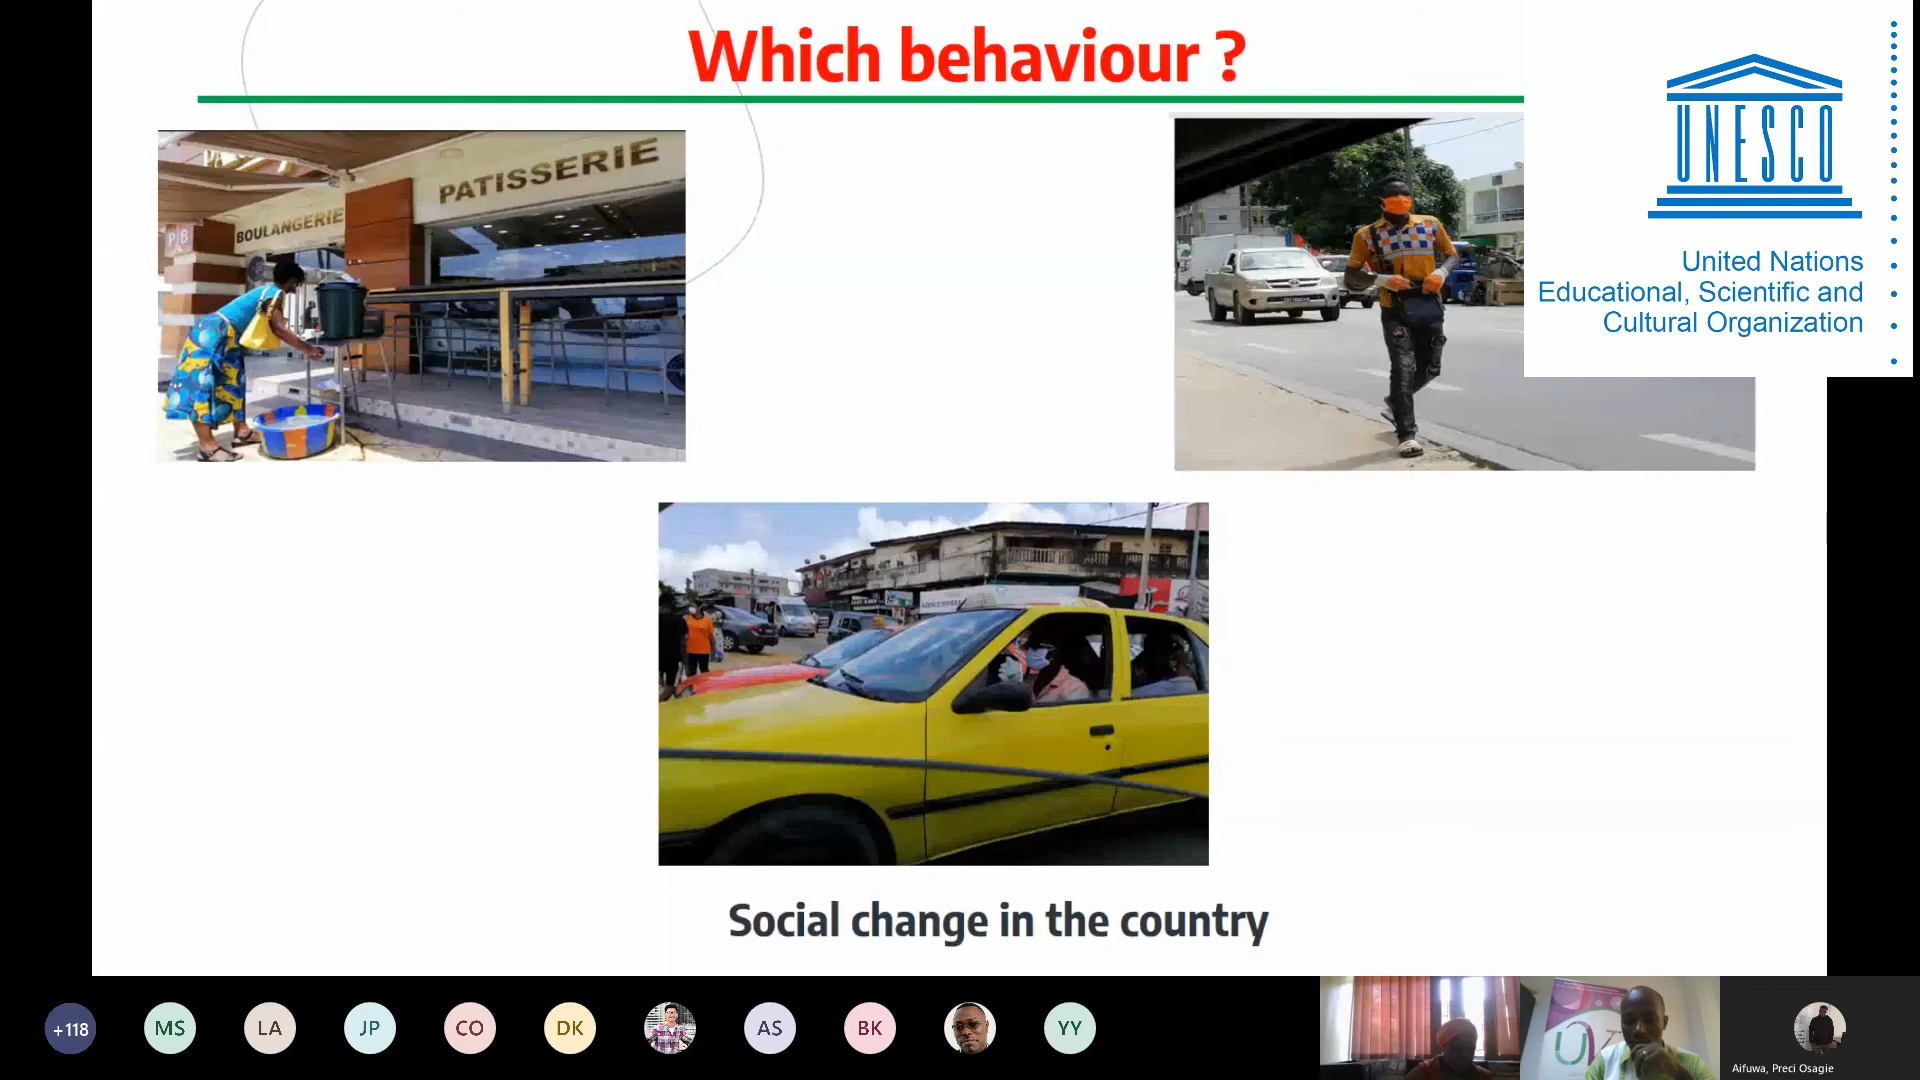 Which behaviour ?
UNESCO
United Nations
Educational, Scientific and
Cultural Organization
BOULANGERIE
PATISSERIE
P B
Social change in the country
+118
MS
LA
JP
CO
DK
AS
BK
YY
Aifuwa, Preci Osagie